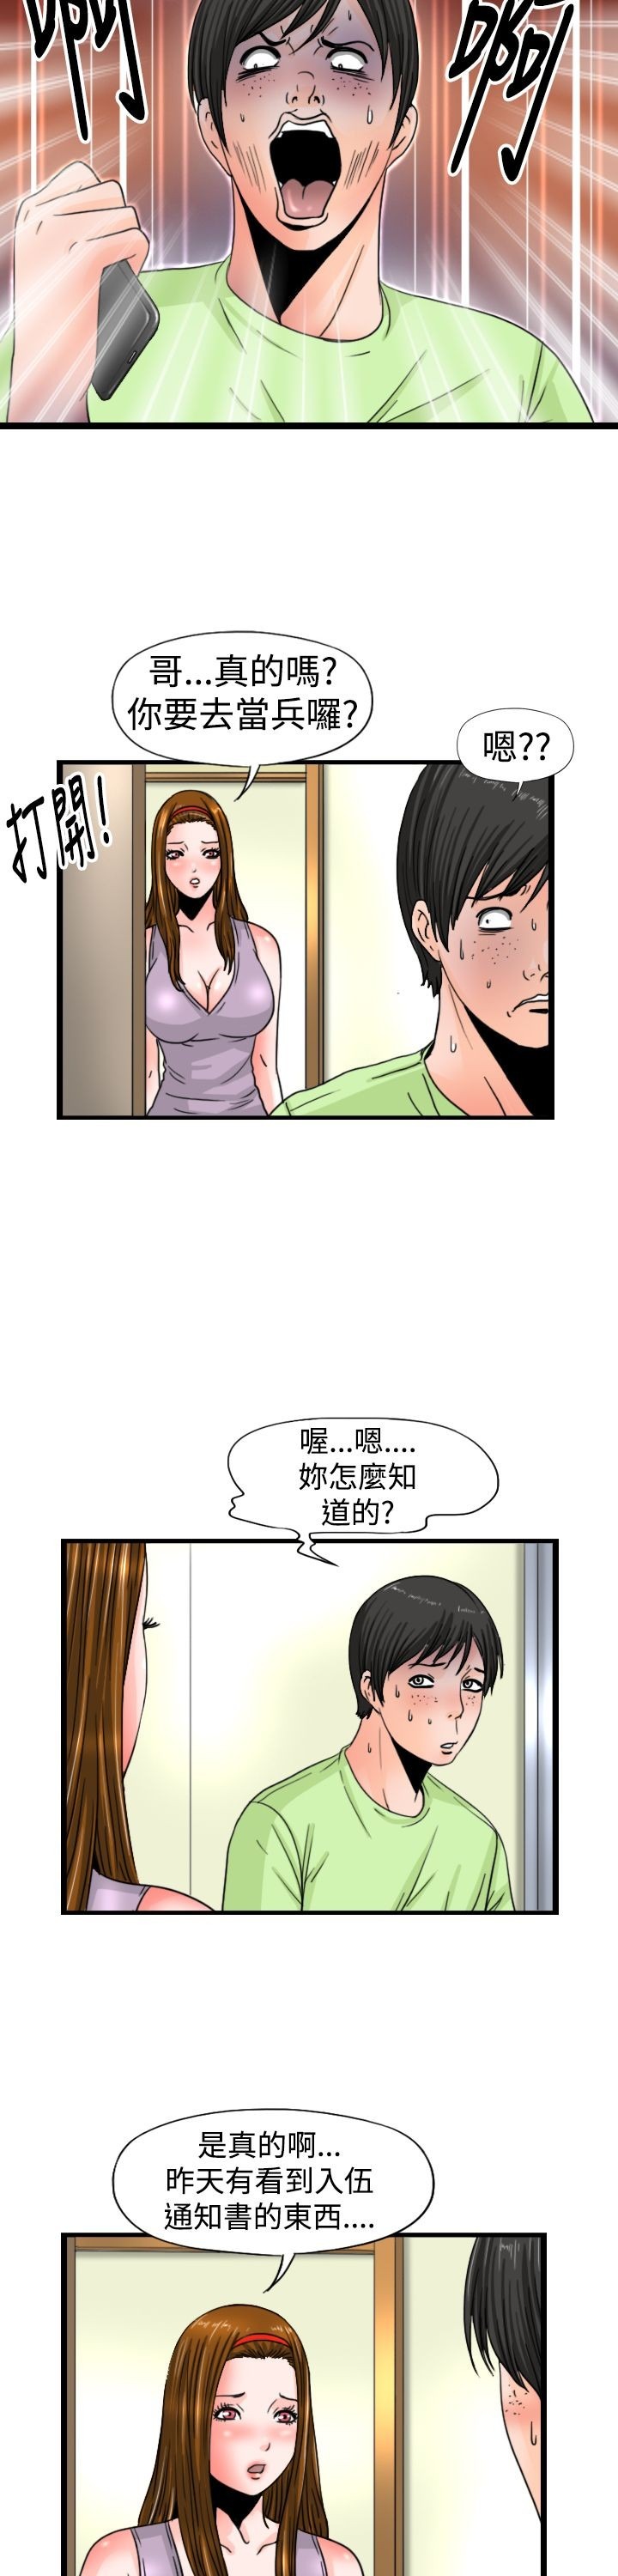 啊
啊
哥...真的嗎?
你要去當兵囉?
嗯??
打開!
喔...嗯....
妳怎麼知
道的?
是真的啊...
昨天有看到入伍
通知書的東西....